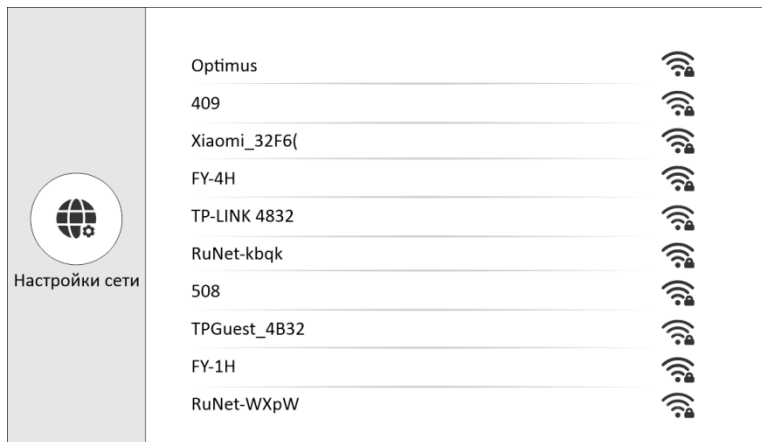 Настройки сети
Optimus
409
Xiaomi_32F6(
FY-4H
TP-LINK 4832
RuNet-kbqk
508
TPGuest_4B32
FY-1H
RuNet-WXpW